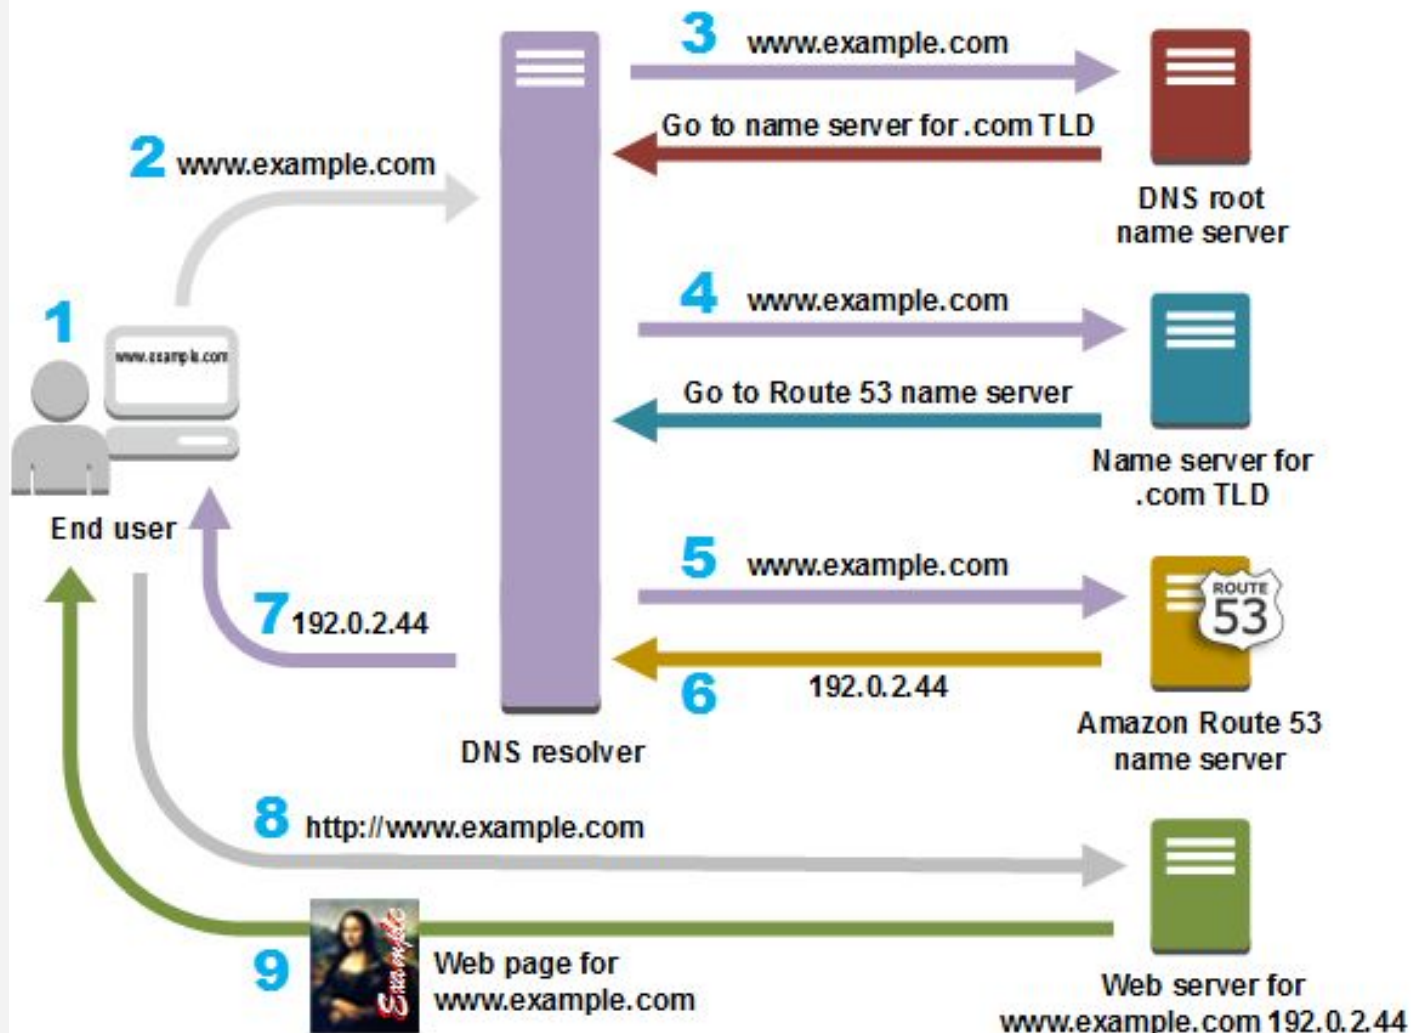 3 www.example.com
Go to name server for .com TLD
DNS root
name server
2 www.example.com
4 www.example.com
1
www.example.com
Go to Route 53 name server
Name server for
.com TLD
End user
5 www.example.com
ROUTE
53
7 192.0.2.44
6 192.0.2.44
Amazon Route 53
name server
DNS resolver
8 http://www.example.com
9
Example
Web page for
www.example.com
Web server for
www.example.com 192.0.2.44